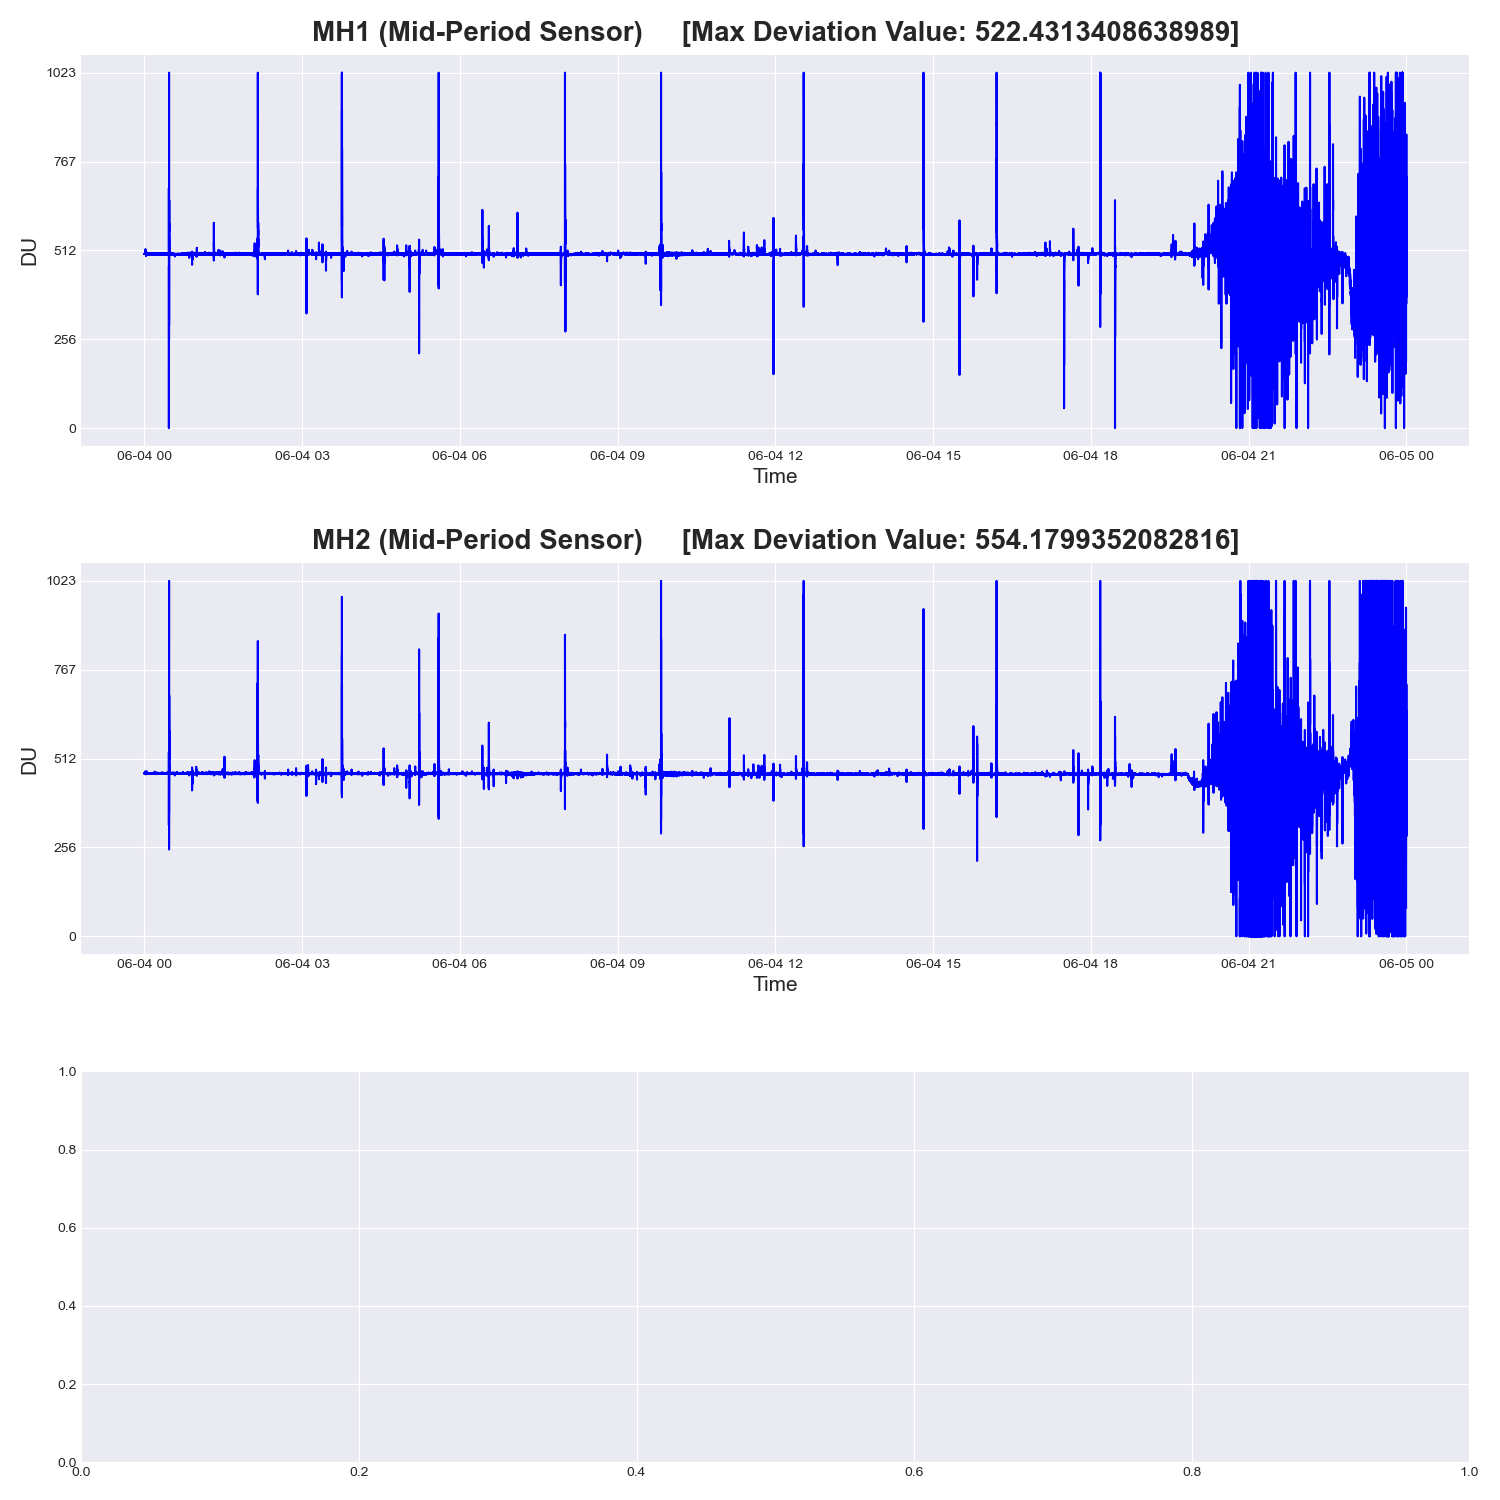 MH1 (Mid-Period Sensor) [Max Deviation Value: 522.4313408638989]
1023
767
512
256
0
DU
06-04 00 06-04 03 06-04 06 06-04 09 06-04 12 06-04 15 06-04 18 06-04 21 06-05 00
Time
MH2 (Mid-Period Sensor) [Max Deviation Value: 554.1799352082816]
1023
767
512
256
0
DU
06-04 00 06-04 03 06-04 06 06-04 09 06-04 12 06-04 15 06-04 18 06-04 21 06-05 00
Time
1.0
0.8
0.6
0.4
0.2
0.0
0.0 0.2 0.4 0.6 0.8 1.0